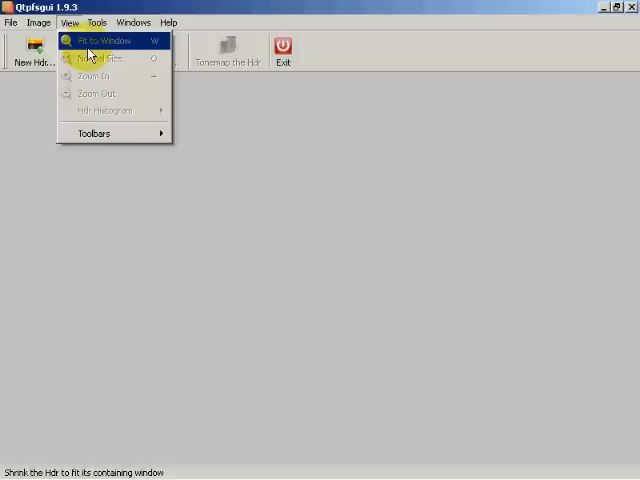 Qtpfsgui 1.9.3
File Image View Tools Windows Help
Fit to Window W
Normal Size O
Zoom In +
Zoom Out -
Hdr Histogram
Toolbars
New Hdr...
Tonemap the Hdr
Exit
Shrink the Hdr to fit its containing window